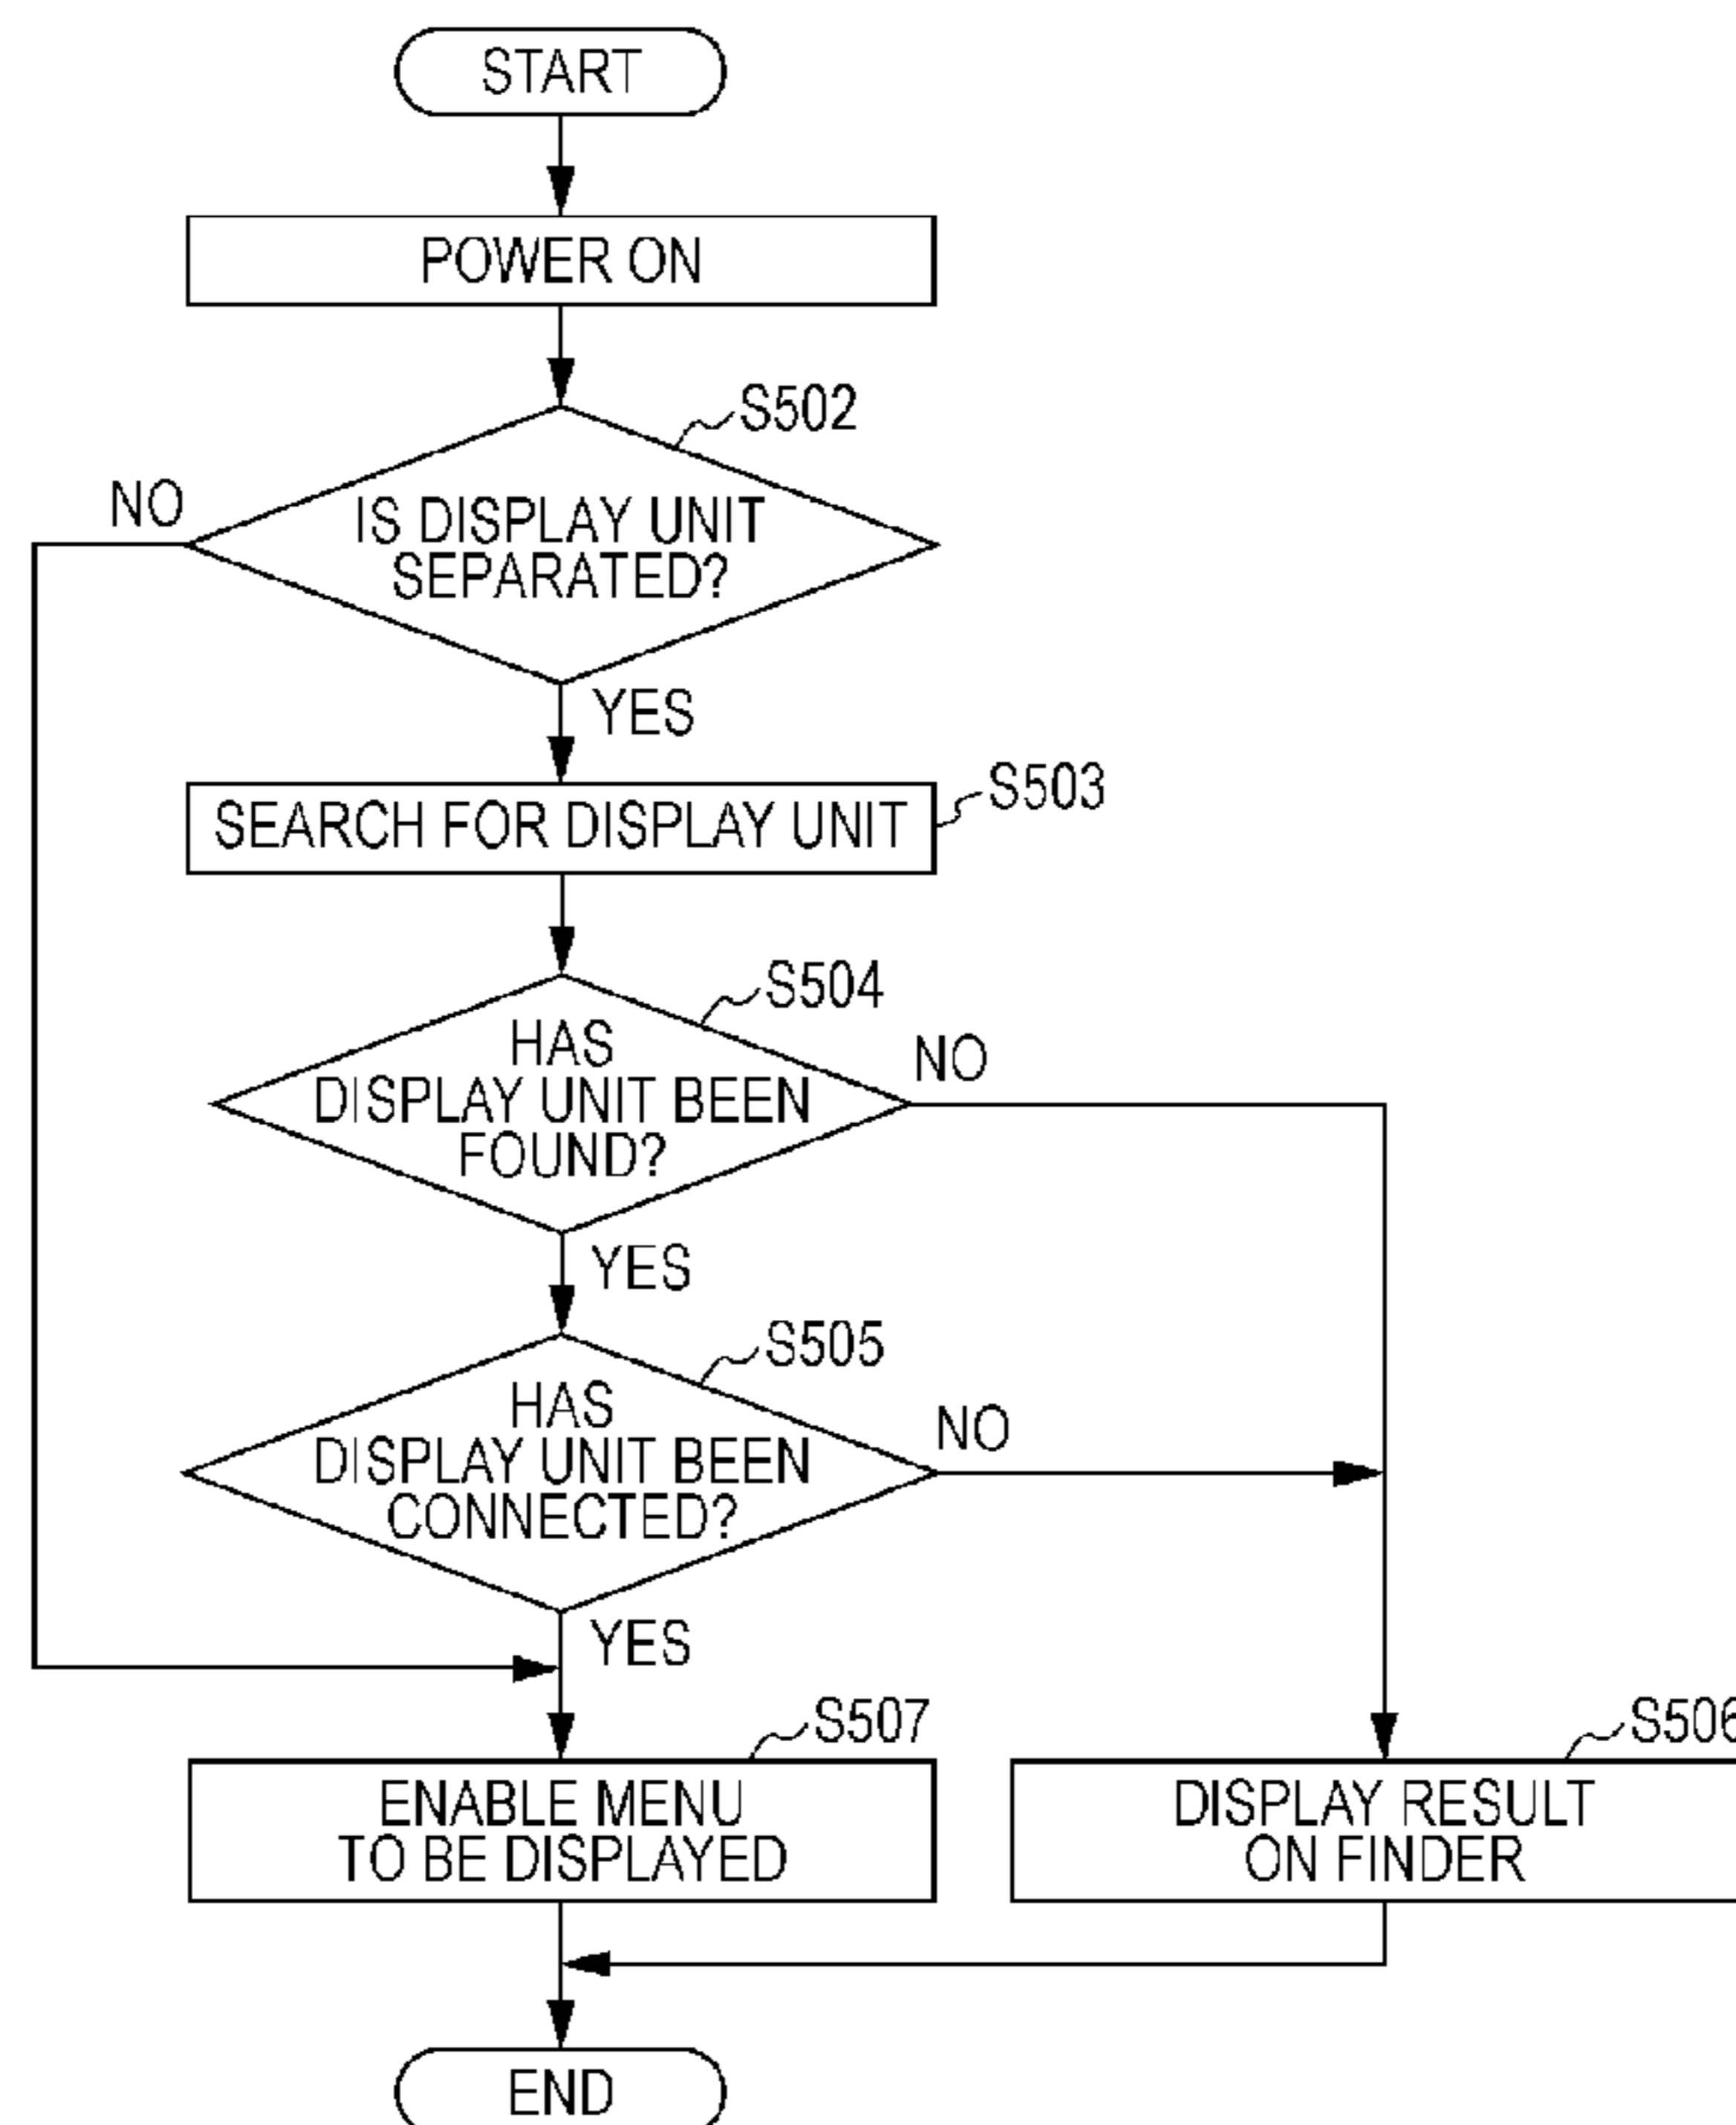 START
POWER ON
S502
NO
IS DISPLAY UNIT
SEPARATED?
YES
SEARCH FOR DISPLAY UNIT
S503
S504
HAS
DISPLAY UNIT BEEN
FOUND?
NO
YES
S505
HAS
DISPLAY UNIT BEEN
CONNECTED?
NO
YES
S507
ENABLE MENU
TO BE DISPLAYED
S506
DISPLAY RESULT
ON FINDER
END